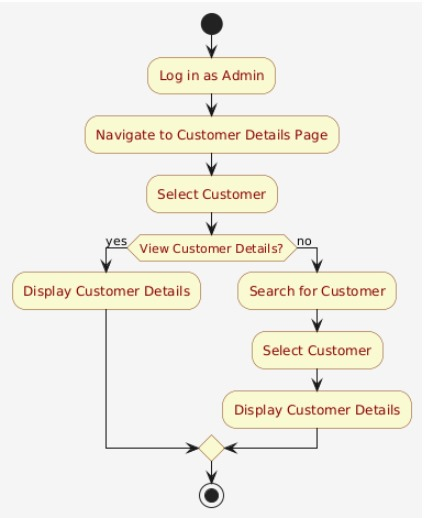 Log in as Admin
Navigate to Customer Details Page
Select Customer
yes
View Customer Details?
no
Display Customer Details
Search for Customer
Select Customer
Display Customer Details